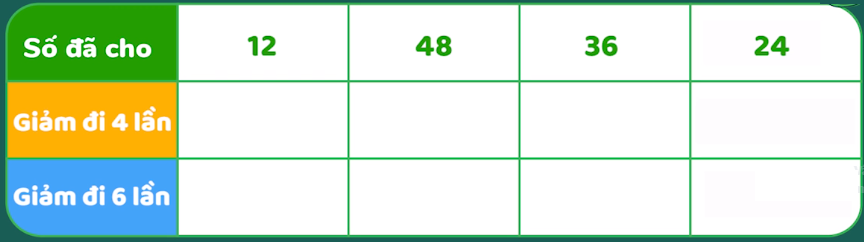 Số đã cho 12 48 36 24
Giảm đi 4 lần
Giảm đi 6 lần